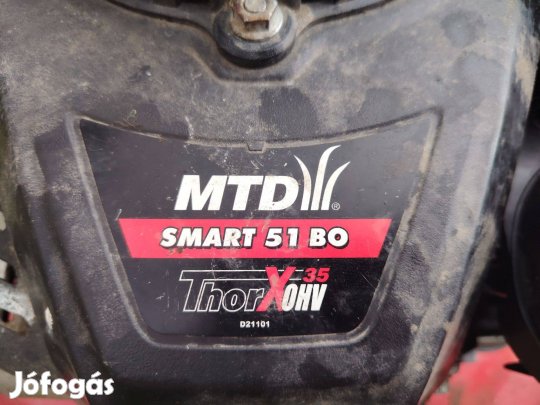 MTD
SMART 51 BO
ThorX 35 OHV
D21101
Jófogás